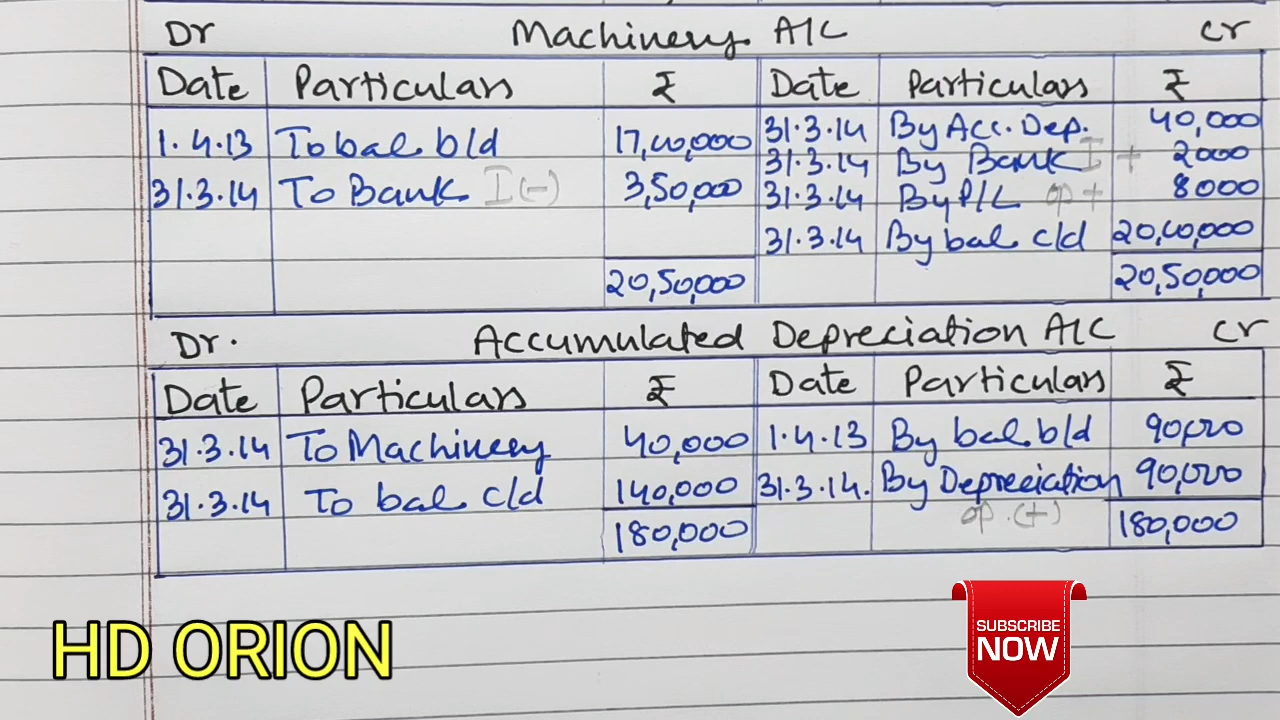 Dr Machinery A/C Cr
Date Particulars ₹ Date Particulars ₹
1.4.13 To bal b/d 17,00,000 31.3.14 By Acc. Dep. 40,000
31.3.14 By Bank I + 2000
31.3.14 To Bank I (-) 3,50,000 31.3.14 By P/L op +  8000
31.3.14 By bal c/d 20,00,000
20,50,000 20,50,000
Dr. Accumulated Depreciation A/C Cr
Date Particulars ₹ Date Particulars ₹
31.3.14 To Machinery 40,000 1.4.13 By bal b/d 90,000
31.3.14 To bal c/d 140,000 31.3.14. By Depreciation 90,000
op. (+)
180,000 180,000
HD ORION
SUBSCRIBE
NOW